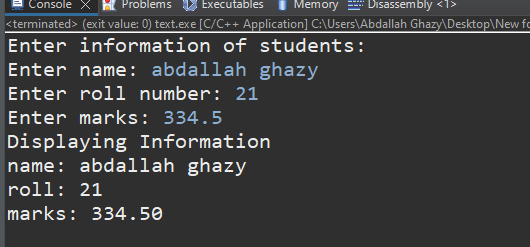 Console X Problems Executables Memory Disassembly <1>
<terminated> (exit value: 0) text.exe [C/C++ Application] C:\Users\Abdallah Ghazy\Desktop\New fo
Enter information of students:
Enter name: abdallah ghazy
Enter roll number: 21
Enter marks: 334.5
Displaying Information
name: abdallah ghazy
roll: 21
marks: 334.50